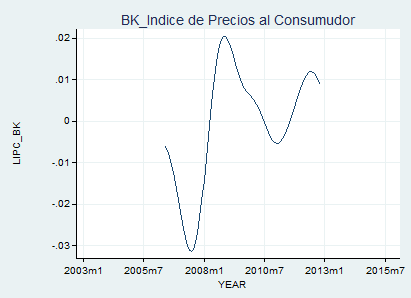 BK_Indice de Precios al Consumudor
.02
.01
0
-.01
-.02
-.03
LIPC_BK
2003m1 2005m7 2008m1 2010m7 2013m1 2015m7
YEAR